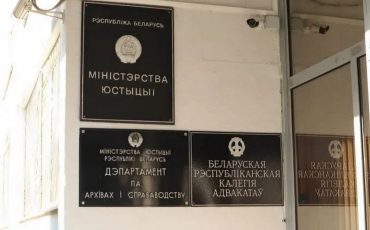 РЭСПУБЛІКА БЕЛАРУСЬ
МІНІСТЭРСТВА
ЮСТЫЦЫІ
МІНІСТЭРСТВА ЮСТЫЦЫІ
РЭСПУБЛІКІ БЕЛАРУСЬ
ДЭПАРТАМЕНТ
ПА
АРХІВАХ І СПРАВАВОДСТВУ
БЕЛАРУСКАЯ
РЭСПУБЛІКАНСКАЯ
КАЛЕГІЯ
АДВАКАТАЎ